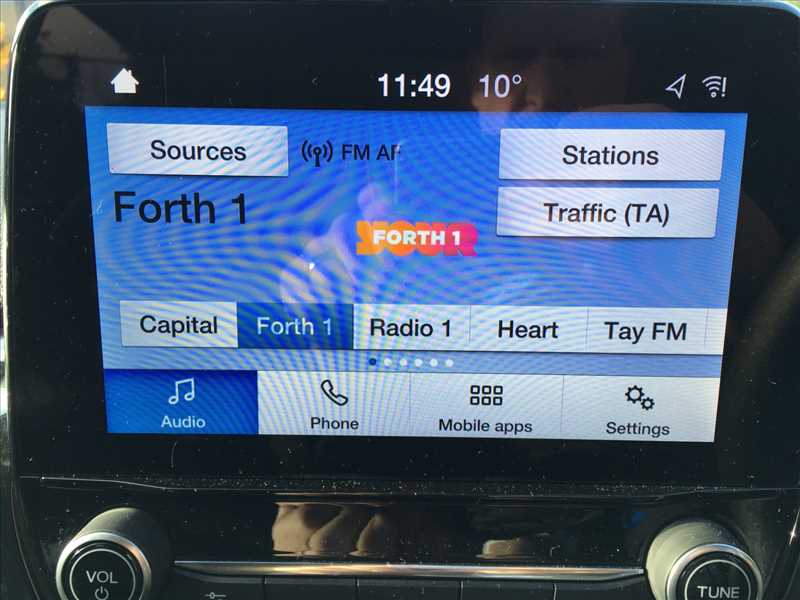 11:49 10°
Sources FM AF Stations
Forth 1 Traffic (TA)
YOUR
FORTH 1
Capital Forth 1 Radio 1 Heart Tay FM
Audio Phone Mobile apps Settings
VOL TUNE